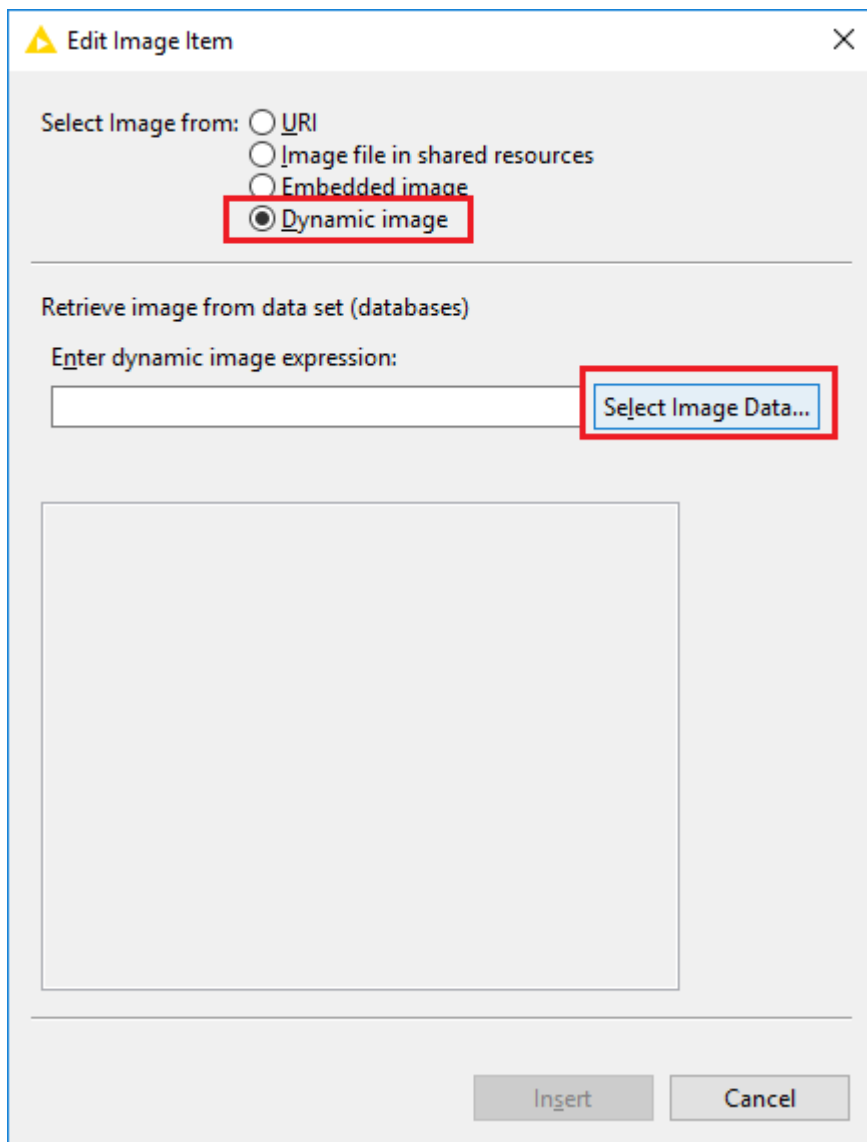 Edit Image Item
Select Image from: URI
Image file in shared resources
Embedded image
Dynamic image
Retrieve image from data set (databases)
Enter dynamic image expression:
Select Image Data...
Insert Cancel